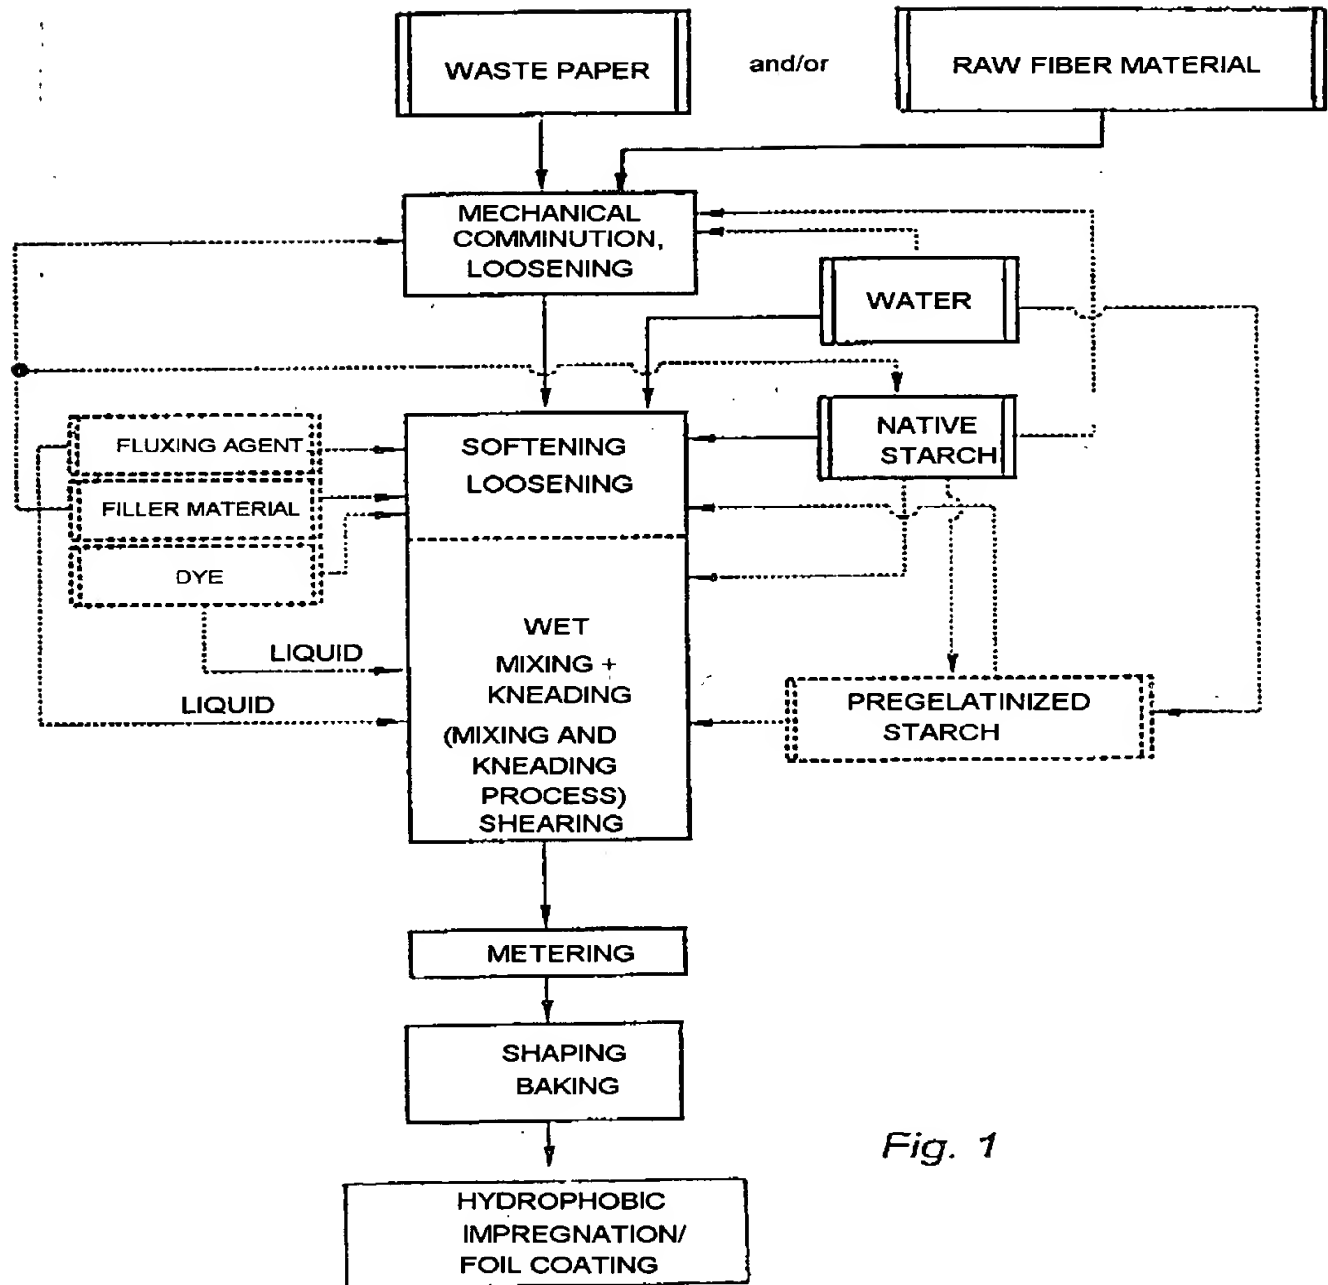 WASTE PAPER
and/or
RAW FIBER MATERIAL
MECHANICAL
COMMINUTION,
LOOSENING
WATER
FLUXING AGENT
FILLER MATERIAL
DYE
SOFTENING
LOOSENING
NATIVE
STARCH
WET
MIXING +
KNEADING
(MIXING AND
KNEADING
PROCESS)
SHEARING
LIQUID
LIQUID
PREGELATINIZED
STARCH
METERING
SHAPING
BAKING
Fig. 1
HYDROPHOBIC
IMPREGNATION/
FOIL COATING